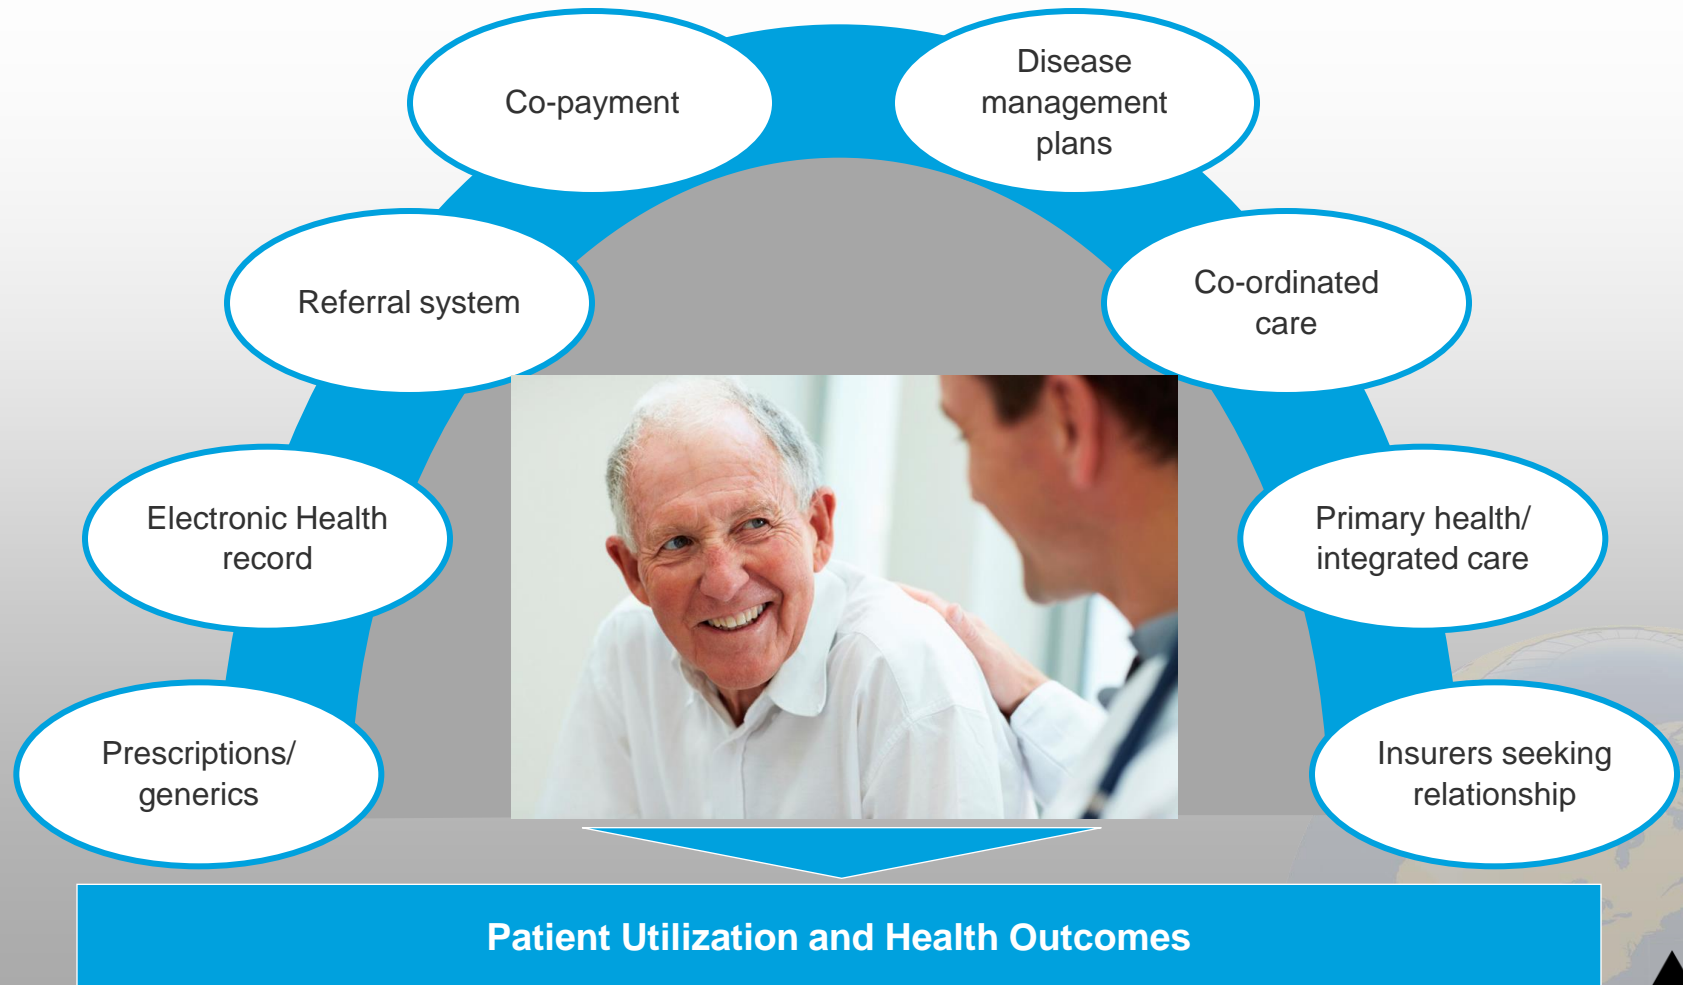 Co-payment
Disease
management
plans
Referral system
Co-ordinated
care
Electronic Health
record
Primary health/
integrated care
Prescriptions/
generics
Insurers seeking
relationship
Patient Utilization and Health Outcomes